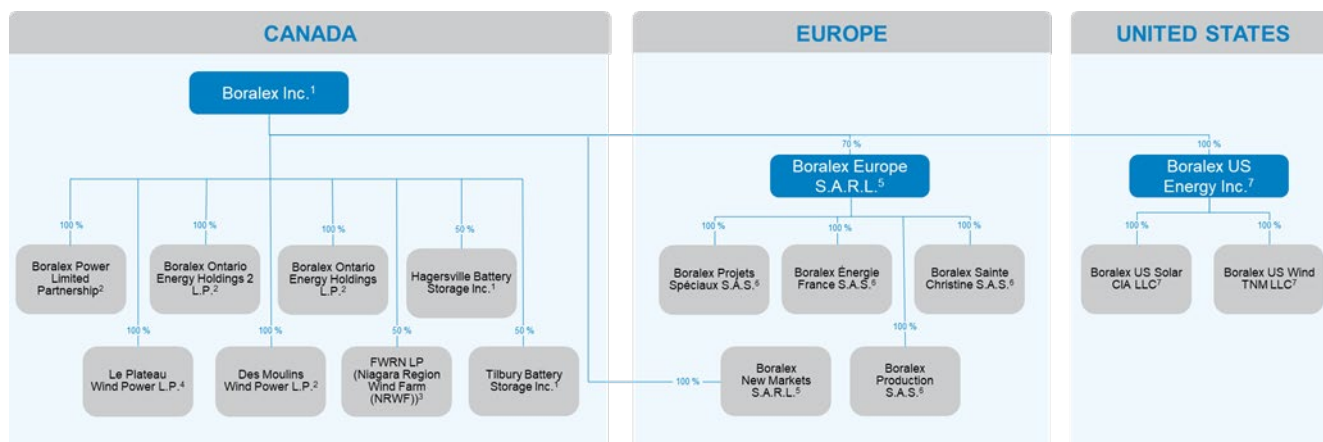 CANADA
EUROPE
UNITED STATES
Boralex Inc.¹
70 %
100 %
Boralex Europe
S.A.R.L.⁵
Boralex US
Energy Inc.⁷
100 %
100 %
100 %
50 %
100 %
100 %
100 %
100 %
100 %
Boralex Power
Limited
Partnership²
Boralex Ontario
Energy Holdings 2
L.P.²
Boralex Ontario
Energy Holdings
L.P.²
Hagersville Battery
Storage Inc.¹
Boralex Projets
Spéciaux S.A.S.⁶
Boralex Énergie
France S.A.S.⁶
Boralex Sainte
Christine S.A.S.⁶
Boralex US Solar
CIA LLC⁷
Boralex US Wind
TNM LLC⁷
100 %
100 %
50 %
50 %
100 %
Le Plateau
Wind Power L.P.⁴
Des Moulins
Wind Power L.P.²
FWRN LP
(Niagara Region
Wind Farm
(NRWF))³
Tilbury Battery
Storage Inc.¹
100 %
Boralex
New Markets
S.A.R.L.⁵
Boralex
Production
S.A.S.⁶